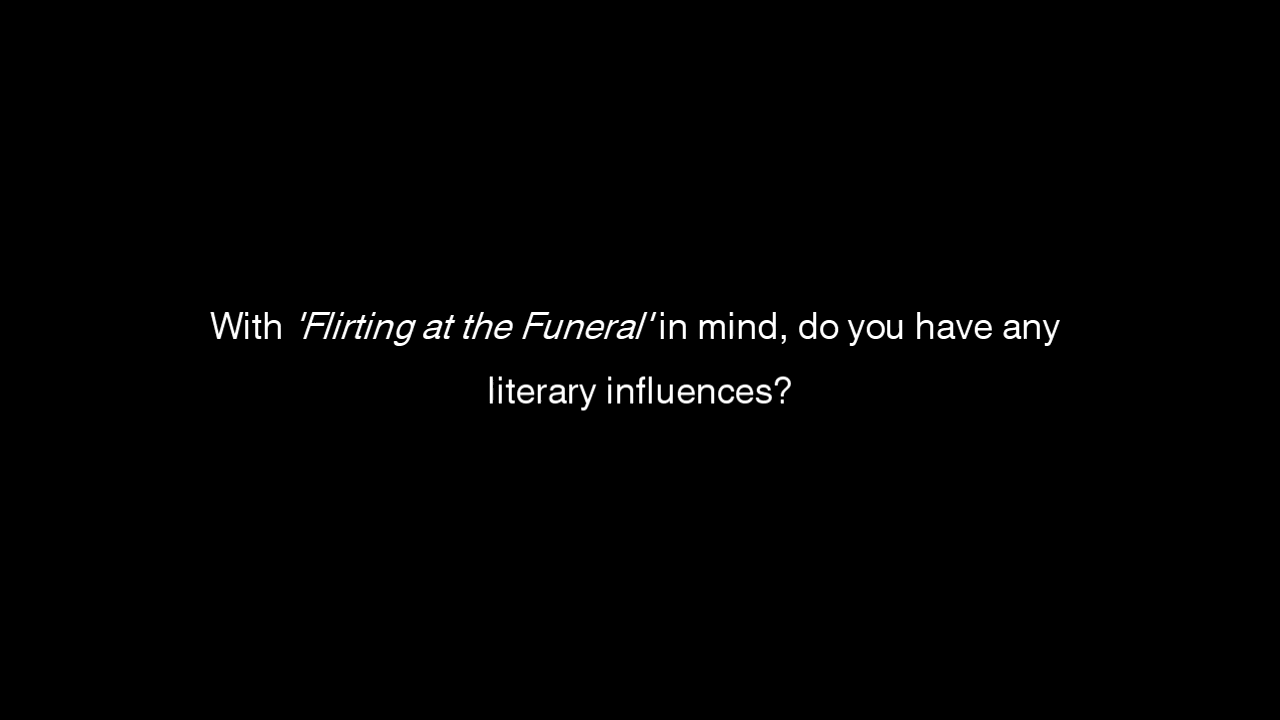 With 'Flirting at the Funeral' in mind, do you have any
literary influences?